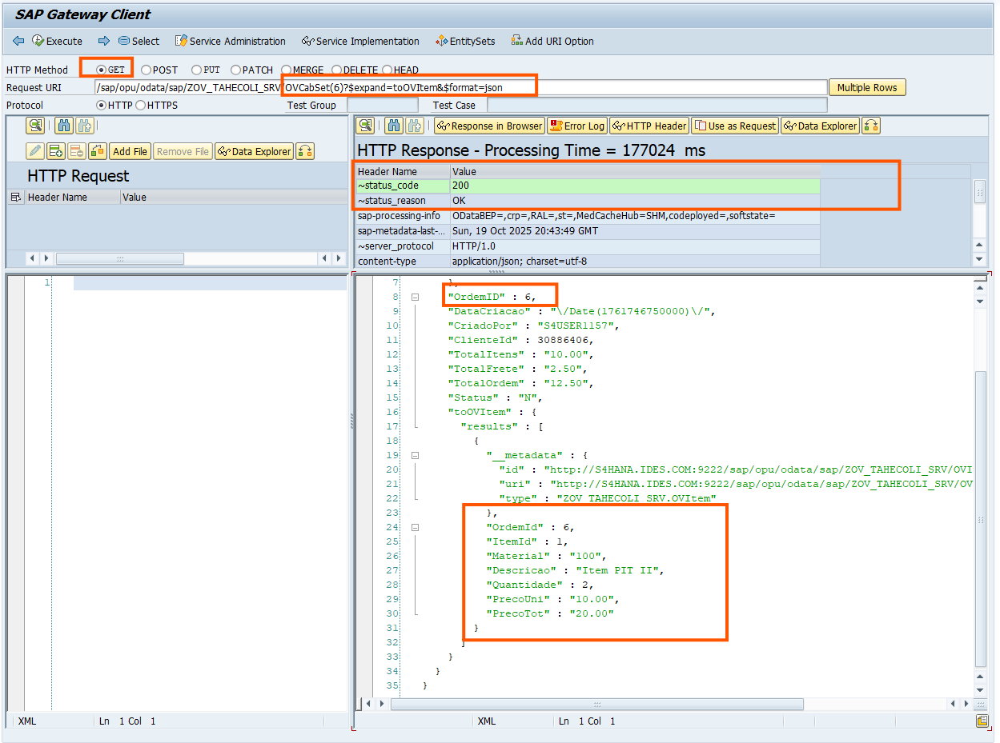 SAP Gateway Client
Execute Select Service Administration Service Implementation EntitySets Add URI Option
HTTP Method GET POST PUT PATCH MERGE DELETE HEAD
Request URI /sap/opu/odata/sap/ZOV_TAHECOLI_SRV/OVCabSet(6)?$expand=toOVItem&$format=json Multiple Rows
Protocol HTTP HTTPS Test Group Test Case
Add File Remove File Data Explorer
HTTP Request
Header Name Value
Response in Browser Error Log HTTP Header Use as Request Data Explorer
HTTP Response - Processing Time = 177024 ms
Header Name Value
~status_code 200
~status_reason OK
sap-processing-info ODataBEP=,crp=,RAL=,st=,MedCacheHub=SHM,codeployed=,softstate=
sap-metadata-last-... Sun, 19 Oct 2025 20:43:49 GMT
~server_protocol HTTP/1.0
content-type application/json; charset=utf-8
1
7 },
8 "OrdemID" : 6,
9 "DataCriacao" : "\/Date(1761746750000)\/",
10 "CriadoPor" : "S4USER1157",
11 "ClienteId" : 30886406,
12 "TotalItens" : "10.00",
13 "TotalFrete" : "2.50",
14 "TotalOrdem" : "12.50",
15 "Status" : "N",
16 "toOVItem" : {
17 "results" : [
18 {
19 "__metadata" : {
20 "id" : "http://S4HANA.IDES.COM:9222/sap/opu/odata/sap/ZOV_TAHECOLI_SRV/OVI
21 "uri" : "http://S4HANA.IDES.COM:9222/sap/opu/odata/sap/ZOV_TAHECOLI_SRV/OV
22 "type" : "ZOV_TAHECOLI_SRV.OVItem"
23 },
24 "OrdemId" : 6,
25 "ItemId" : 1,
26 "Material" : "100",
27 "Descricao" : "Item PIT II",
28 "Quantidade" : 2,
29 "PrecoUni" : "10.00",
30 "PrecoTot" : "20.00"
31 }
32 ]
33 }
34 }
35 }
XML Ln 1 Col 1
XML Ln 1 Col 1